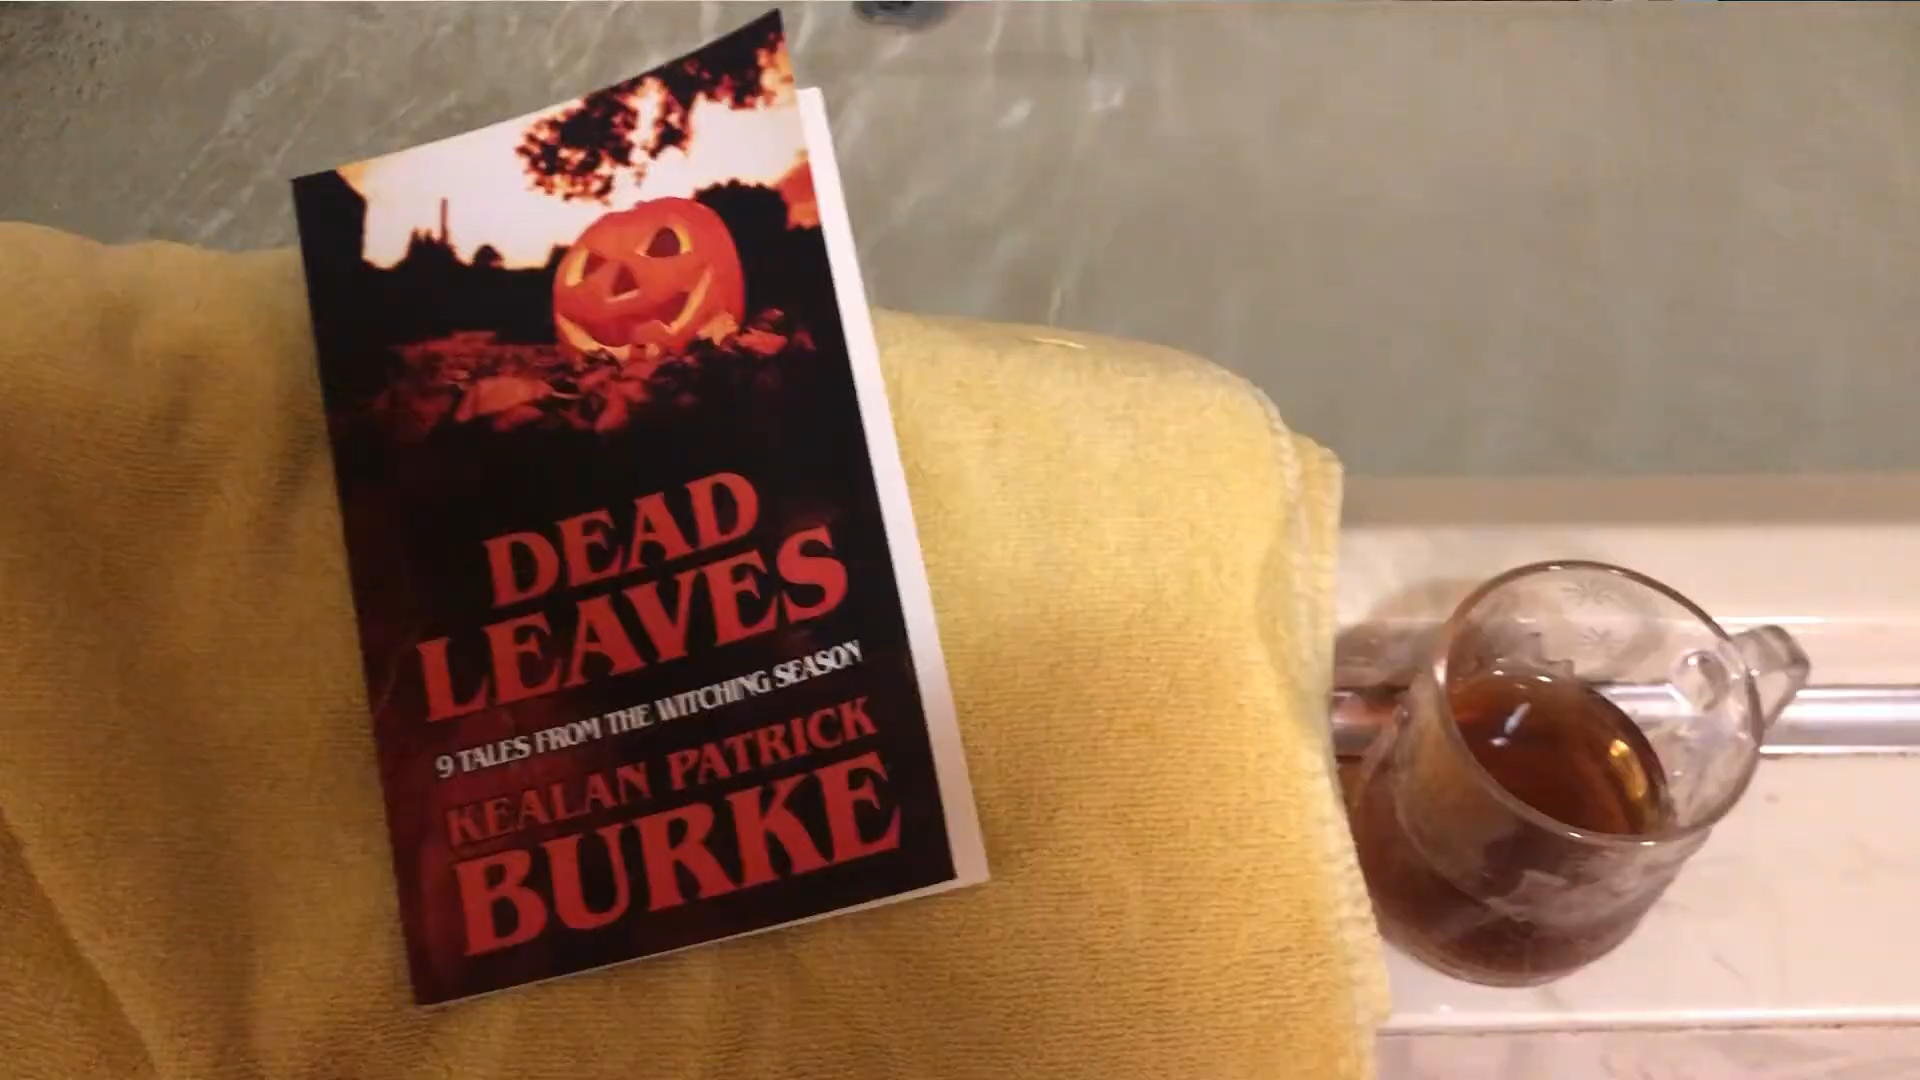 DEAD
LEAVES
9 TALES FROM THE WITCHING SEASON
KEALAN PATRICK
BURKE